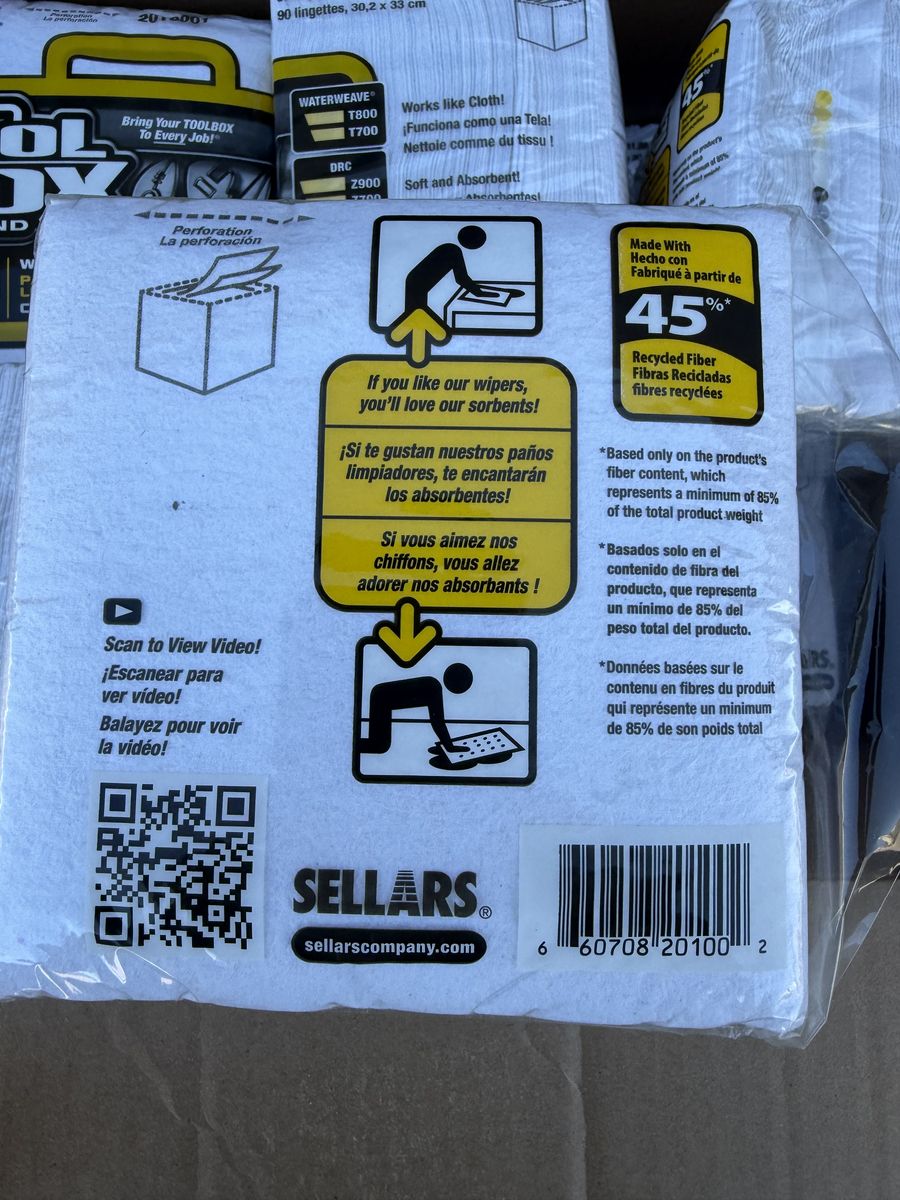 Perforation
La perforación
2018001
OL
OX
ND
Bring Your TOOLBOX
To Every Job!
90 lingettes, 30,2 x 33 cm
WATERWEAVE®
T800
T700
DRC
Z900
Works like Cloth!
¡Funciona como una Tela!
Nettoie comme du tissu !
Soft and Absorbent!
45%*
Perforation
La perforación
If you like our wipers,
you'll love our sorbents!
¡Si te gustan nuestros paños
limpiadores, te encantarán
los absorbentes!
Si vous aimez nos
chiffons, vous allez
adorer nos absorbants !
Made With
Hecho con
Fabriqué à partir de
45%*
Recycled Fiber
Fibras Recicladas
fibres recyclées
*Based only on the product's
fiber content, which
represents a minimum of 85%
of the total product weight
*Basados solo en el
contenido de fibra del
producto, que representa
un mínimo de 85% del
peso total del producto.
*Données basées sur le
contenu en fibres du produit
qui représente un minimum
de 85% de son poids total
Scan to View Video!
¡Escanear para
ver vídeo!
Balayez pour voir
la vidéo!
SELLARS®
sellarscompany.com
6 60708 20100 2